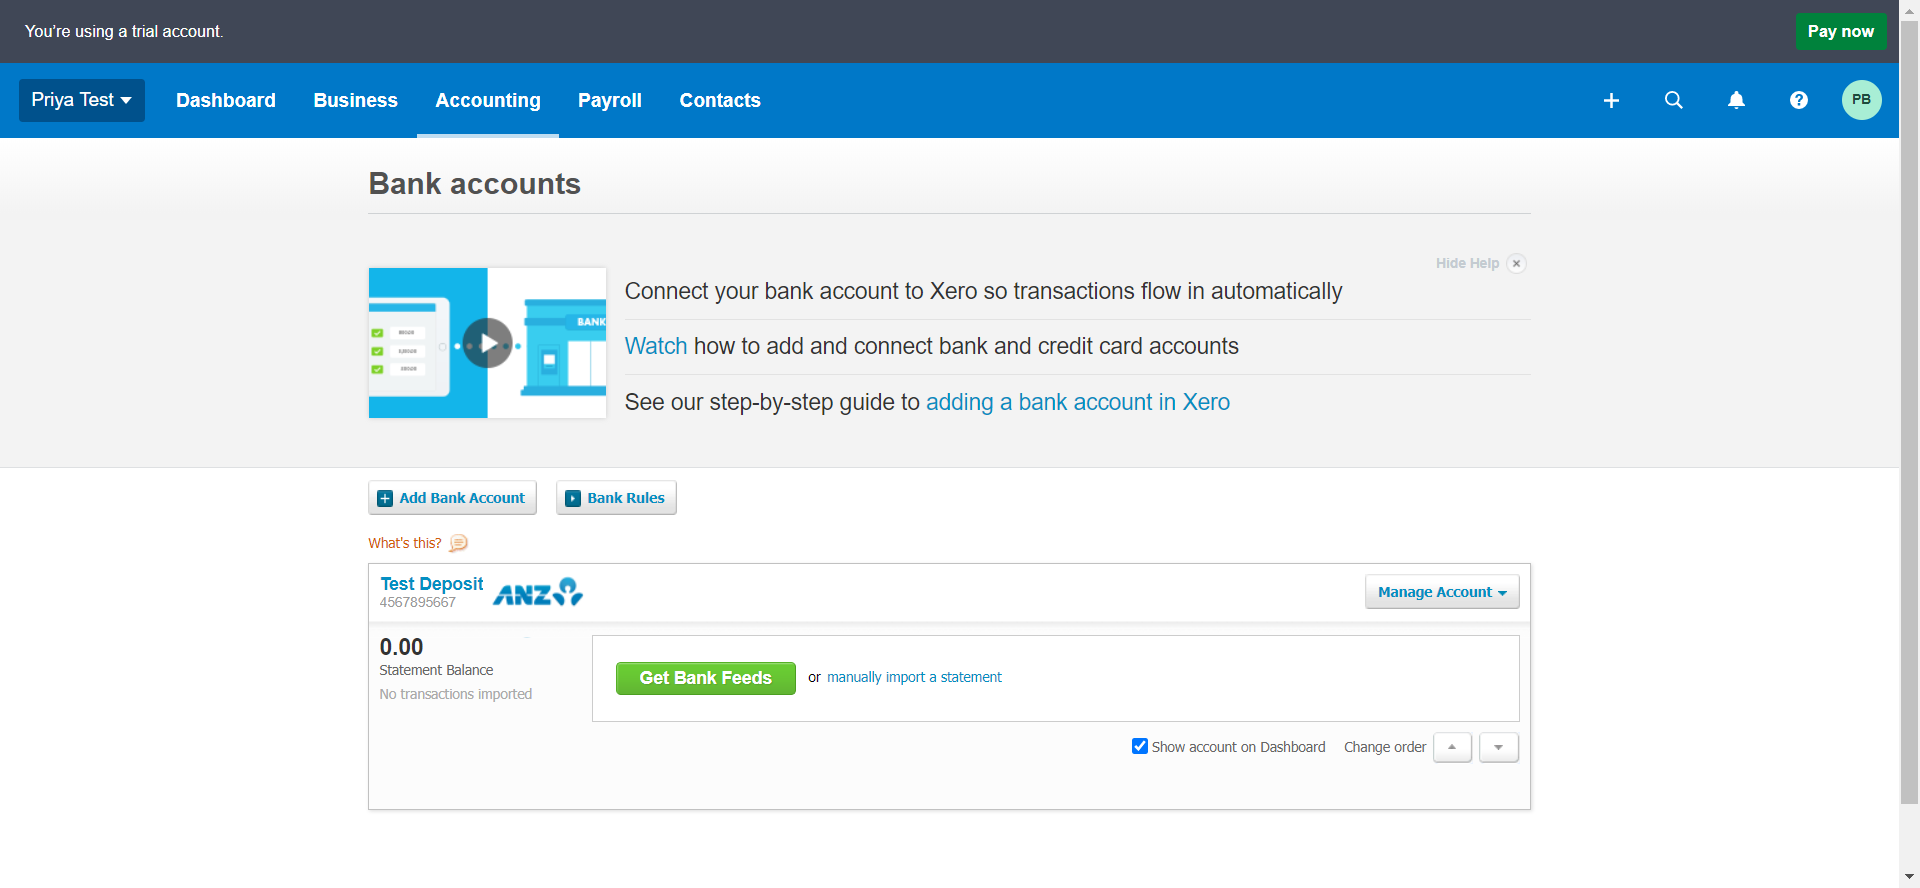 You're using a trial account.
Pay now
Priya Test
Dashboard
Business
Accounting
Payroll
Contacts
PB
Bank accounts
Hide Help
Connect your bank account to Xero so transactions flow in automatically
BANK
Watch how to add and connect bank and credit card accounts
See our step-by-step guide to adding a bank account in Xero
Add Bank Account
Bank Rules
What's this?
Test Deposit
ANZ
4567895667
Manage Account
0.00
Statement Balance
No transactions imported
Get Bank Feeds
or manually import a statement
Show account on Dashboard
Change order